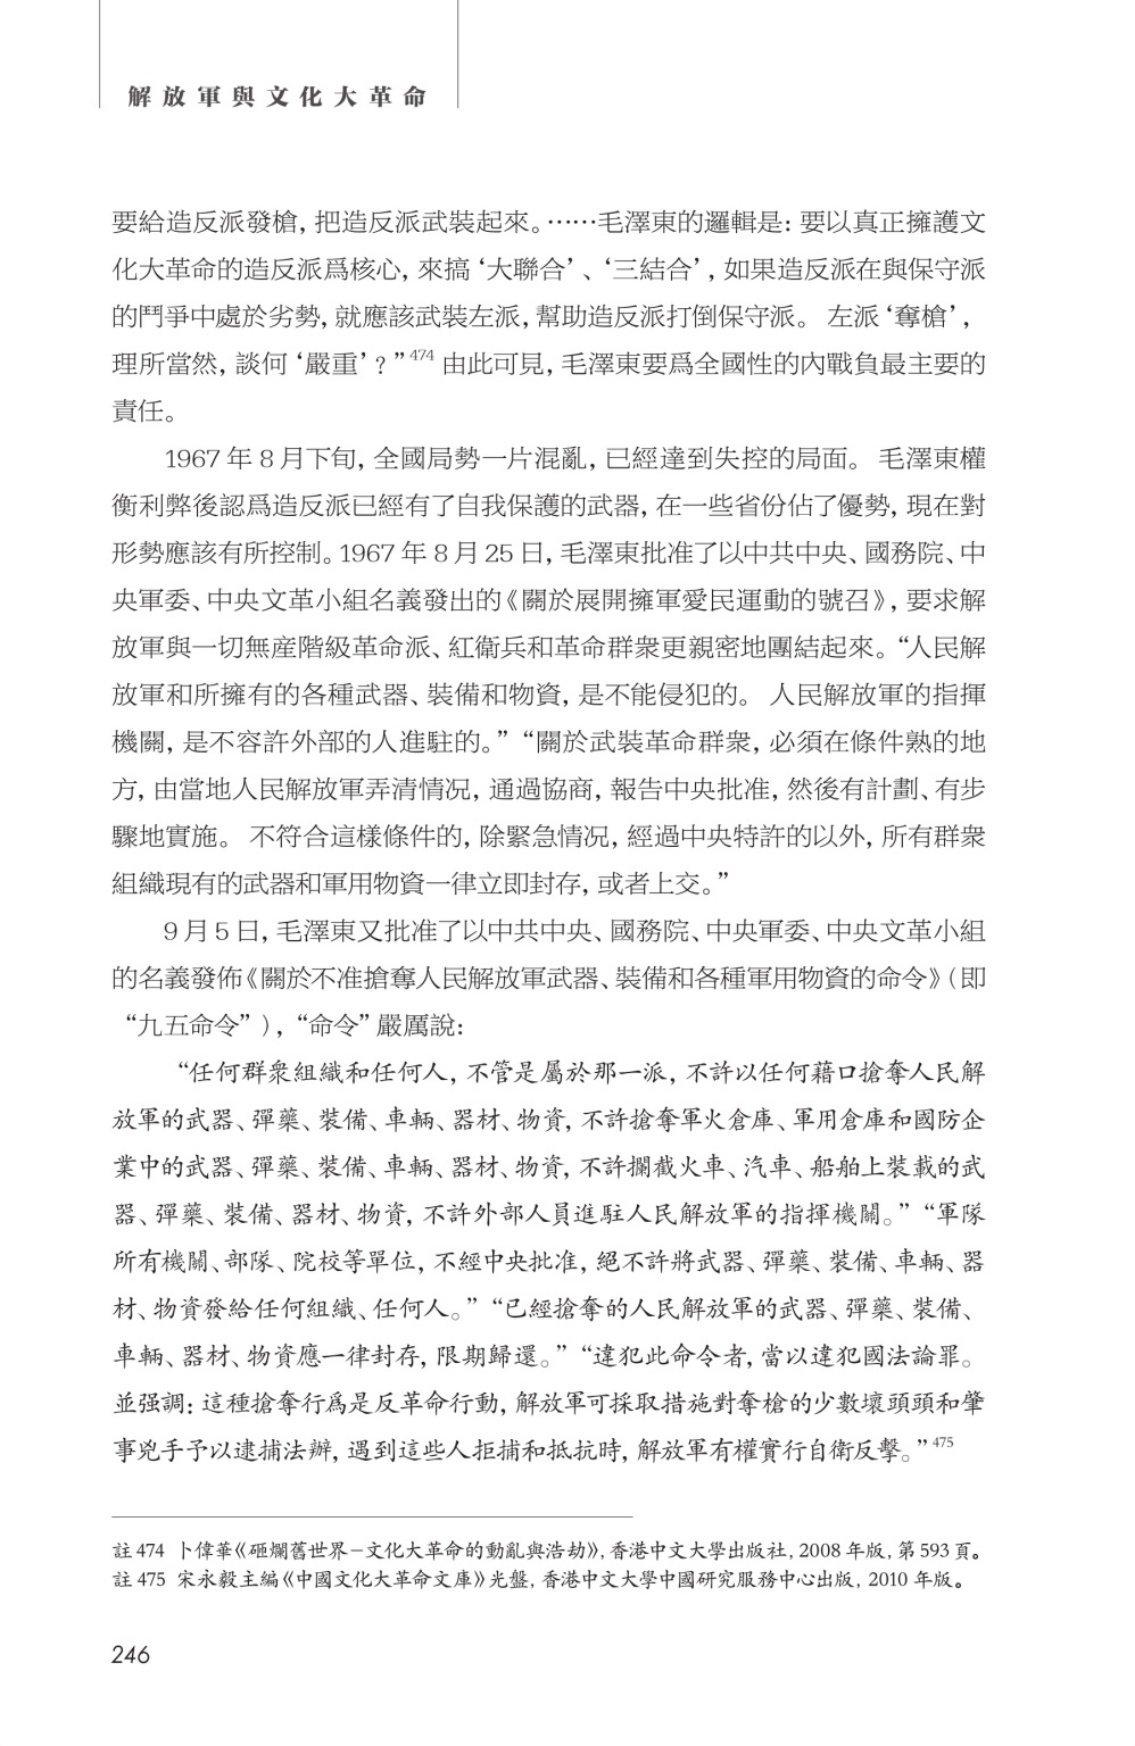 解放軍與文化大革命
要給造反派發槍, 把造反派武裝起來。……毛澤東的邏輯是: 要以真正擁護文
化大革命的造反派爲核心, 來搞‘大聯合’、‘三結合’, 如果造反派在與保守派
的鬥爭中處於劣勢, 就應該武裝左派, 幫助造反派打倒保守派。 左派‘奪槍’,
理所當然, 談何‘嚴重’? ”474 由此可見, 毛澤東要爲全國性的內戰負最主要的
責任。
1967 年 8 月下旬, 全國局勢一片混亂, 已經達到失控的局面。 毛澤東權
衡利弊後認爲造反派已經有了自我保護的武器, 在一些省份佔了優勢, 現在對
形勢應該有所控制。1967 年 8 月 25 日, 毛澤東批准了以中共中央、國務院、中
央軍委、中央文革小組名義發出的《關於展開擁軍愛民運動的號召》, 要求解
放軍與一切無産階級革命派、紅衛兵和革命群衆更親密地團結起來。“人民解
放軍和所擁有的各種武器、裝備和物資, 是不能侵犯的。 人民解放軍的指揮
機關, 是不容許外部的人進駐的。” “關於武裝革命群衆, 必須在條件熟的地
方, 由當地人民解放軍弄清情况, 通過協商, 報告中央批准, 然後有計劃、有步
驟地實施。 不符合這樣條件的, 除緊急情况, 經過中央特許的以外, 所有群衆
組織現有的武器和軍用物資一律立即封存, 或者上交。”
9 月 5 日, 毛澤東又批准了以中共中央、國務院、中央軍委、中央文革小組
的名義發佈《關於不准搶奪人民解放軍武器、裝備和各種軍用物資的命令》(即
“九五命令” ), “命令” 嚴厲說:
“任何群衆組織和任何人, 不管是屬於那一派, 不許以任何藉口搶奪人民解
放軍的武器、彈藥、裝備、車輛、器材、物資, 不許搶奪軍火倉庫、軍用倉庫和國防企
業中的武器、彈藥、裝備、車輛、器材、物資, 不許攔截火車、汽車、船舶上裝載的武
器、彈藥、裝備、器材、物資, 不許外部人員進駐人民解放軍的指揮機關。” “軍隊
所有機關、部隊、院校等單位, 不經中央批准, 絕不許將武器、彈藥、裝備、車輛、器
材、物資發給任何組織、任何人。” “已經搶奪的人民解放軍的武器、彈藥、裝備、
車輛、器材、物資應一律封存, 限期歸還。” “違犯此命令者, 當以違犯國法論罪。
並强調: 這種搶奪行爲是反革命行動, 解放軍可採取措施對奪槍的少數壞頭頭和肇
事兇手予以逮捕法辦, 遇到這些人拒捕和抵抗時, 解放軍有權實行自衛反擊。”475
註 474 卜偉華《砸爛舊世界–文化大革命的動亂與浩劫》, 香港中文大學出版社, 2008 年版, 第 593 頁。
註 475 宋永毅主編《中國文化大革命文庫》光盤, 香港中文大學中國研究服務中心出版, 2010 年版。
246